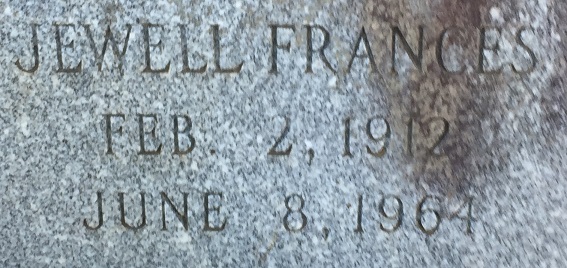 JEWELL FRANCES
FEB. 2, 1912
JUNE 8, 1964